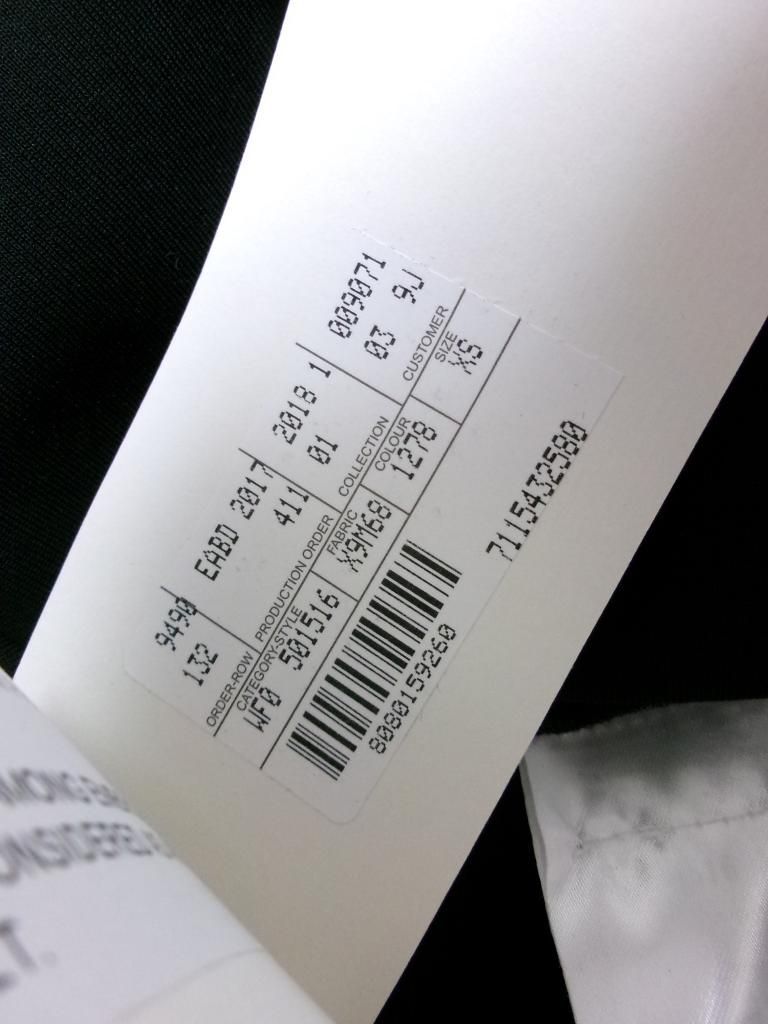 9490 EABD 2017 2018 1 009071
132 411 01 03 9J
ORDER-ROW PRODUCTION ORDER COLLECTION CUSTOMER
CATEGORY-STYLE FABRIC COLOUR SIZE
WF0 501516 X9M68 1278 XS
8080159260 7115432580